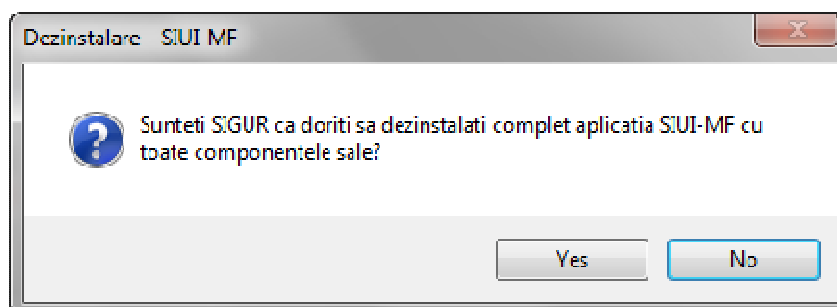 Dezinstalare SIUI MF
Sunteti SIGUR ca doriti sa dezinstalati complet aplicatia SIUI-MF cu
toate componentele sale?
Yes No